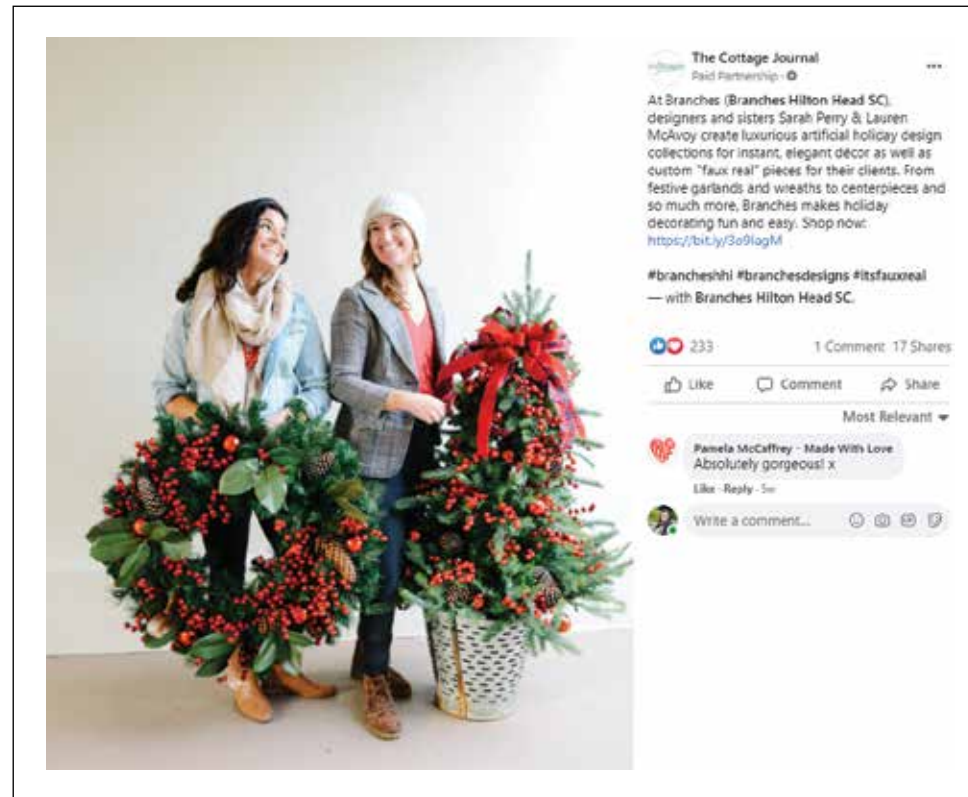 The Cottage Journal
Paid Partnership ·
At Branches (Branches Hilton Head SC),
designers and sisters Sarah Perry & Lauren
McAvoy create luxurious artificial holiday design
collections for instant, elegant décor as well as
custom "faux real" pieces for their clients. From
festive garlands and wreaths to centerpieces and
so much more, Branches makes holiday
decorating fun and easy. Shop now:
https://bit.ly/3o9lagM
#brancheshhi #branchesdesigns #itsfauxreal
— with Branches Hilton Head SC.
233 1 Comment 17 Shares
Like Comment Share
Most Relevant
Pamela McCaffrey - Made With Love
Absolutely gorgeous! x
Like · Reply · 5w
Write a comment...